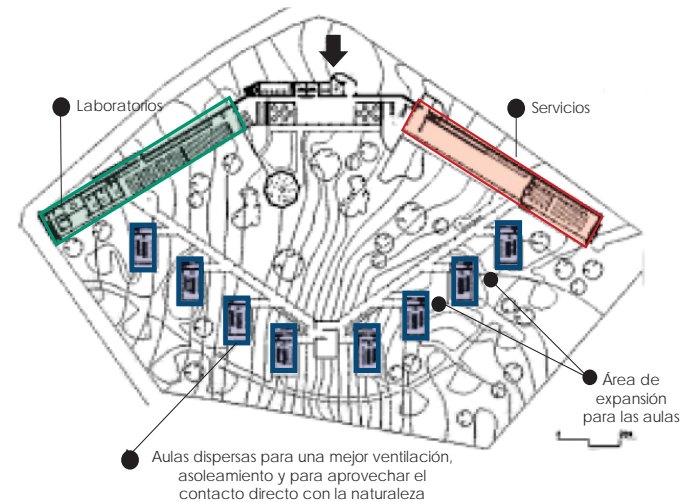 Laboratorios
Servicios
Área de
expansión
para las aulas
Aulas dispersas para una mejor ventilación,
asoleamiento y para aprovechar el
contacto directo con la naturaleza